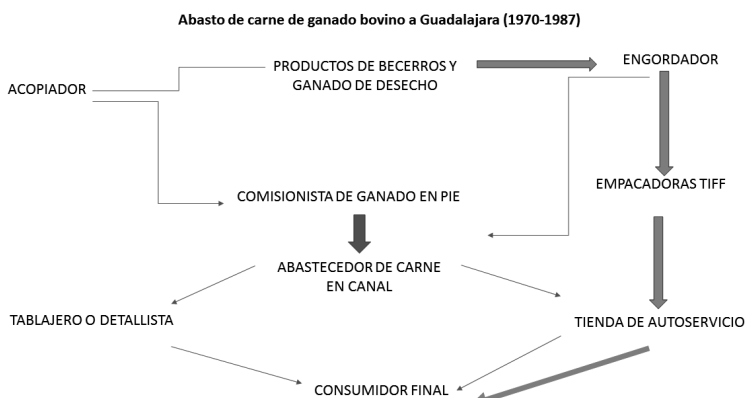 Abasto de carne de ganado bovino a Guadalajara (1970-1987)
PRODUCTOS DE BECERROS Y
GANADO DE DESECHO
ENGORDADOR
ACOPIADOR
EMPACADORAS TIFF
COMISIONISTA DE GANADO EN PIE
ABASTECEDOR DE CARNE
EN CANAL
TABLAJERO O DETALLISTA
TIENDA DE AUTOSERVICIO
CONSUMIDOR FINAL